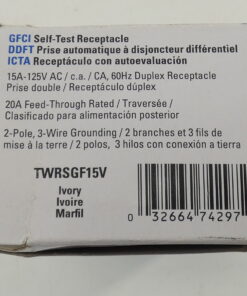 GFCI Self-Test Receptacle
DDFT Prise automatique à disjoncteur différentiel
ICTA Receptáculo con autoevaluación
15A-125V AC / c.a. / CA, 60Hz Duplex Receptacle
Prise double / Receptáculo dúplex
20A Feed-Through Rated / Traversée /
Clasificado para alimentación posterior
2-Pole, 3-Wire Grounding / 2 branches et 3 fils de
mise à la terre / 2 polos, 3 hilos con conexión a tierra
TWRSGF15V
Ivory
Ivoire
Marfil
0 32664 74297